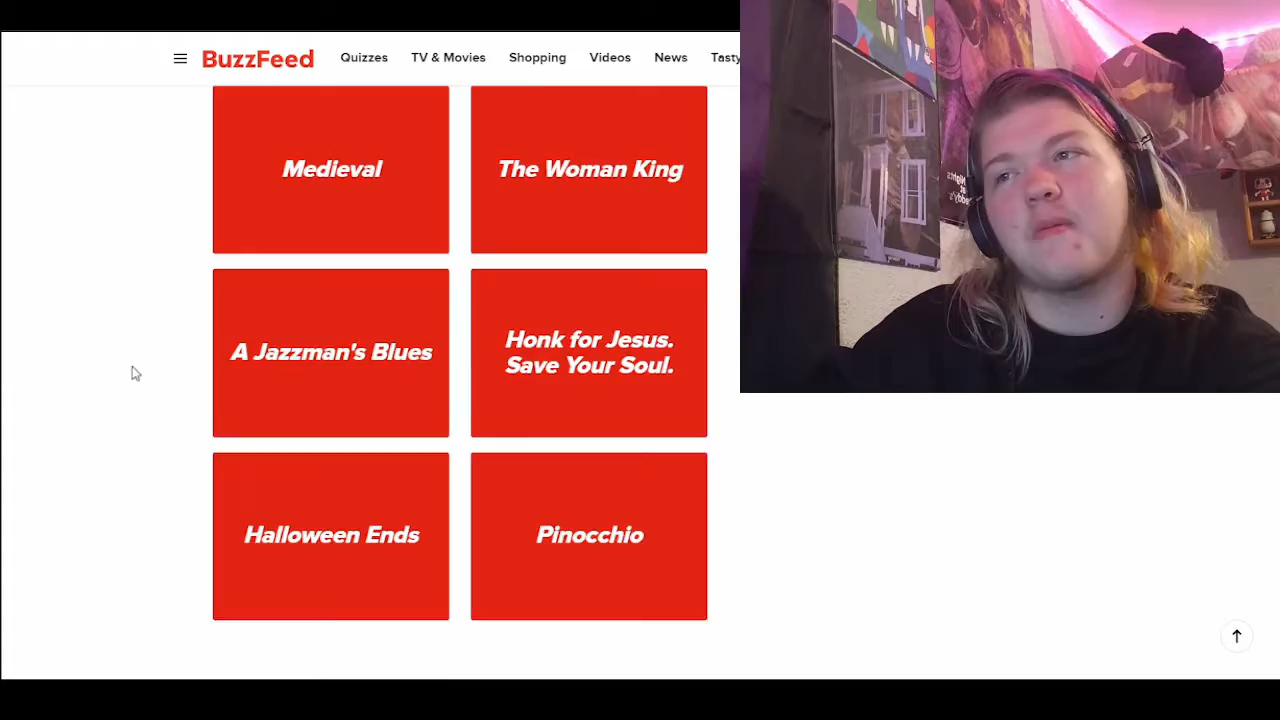 BuzzFeed Quizzes TV & Movies Shopping Videos News Tasty
Medieval
The Woman King
A Jazzman's Blues
Honk for Jesus.
Save Your Soul.
Halloween Ends
Pinocchio